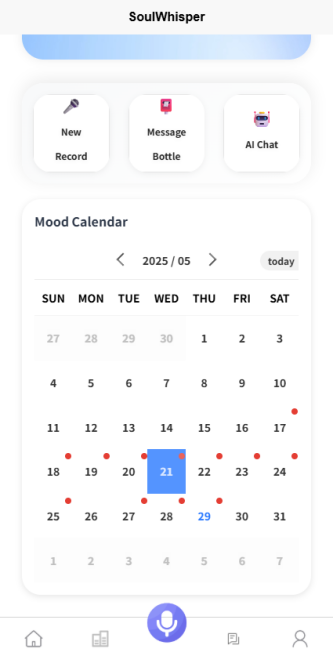 SoulWhisper
New Record
Message Bottle
AI Chat
Mood Calendar
2025 / 05
today
SUN MON TUE WED THU FRI SAT
27 28 29 30 1 2 3
4 5 6 7 8 9 10
11 12 13 14 15 16 17
18 19 20 21 22 23 24
25 26 27 28 29 30 31
1 2 3 4 5 6 7